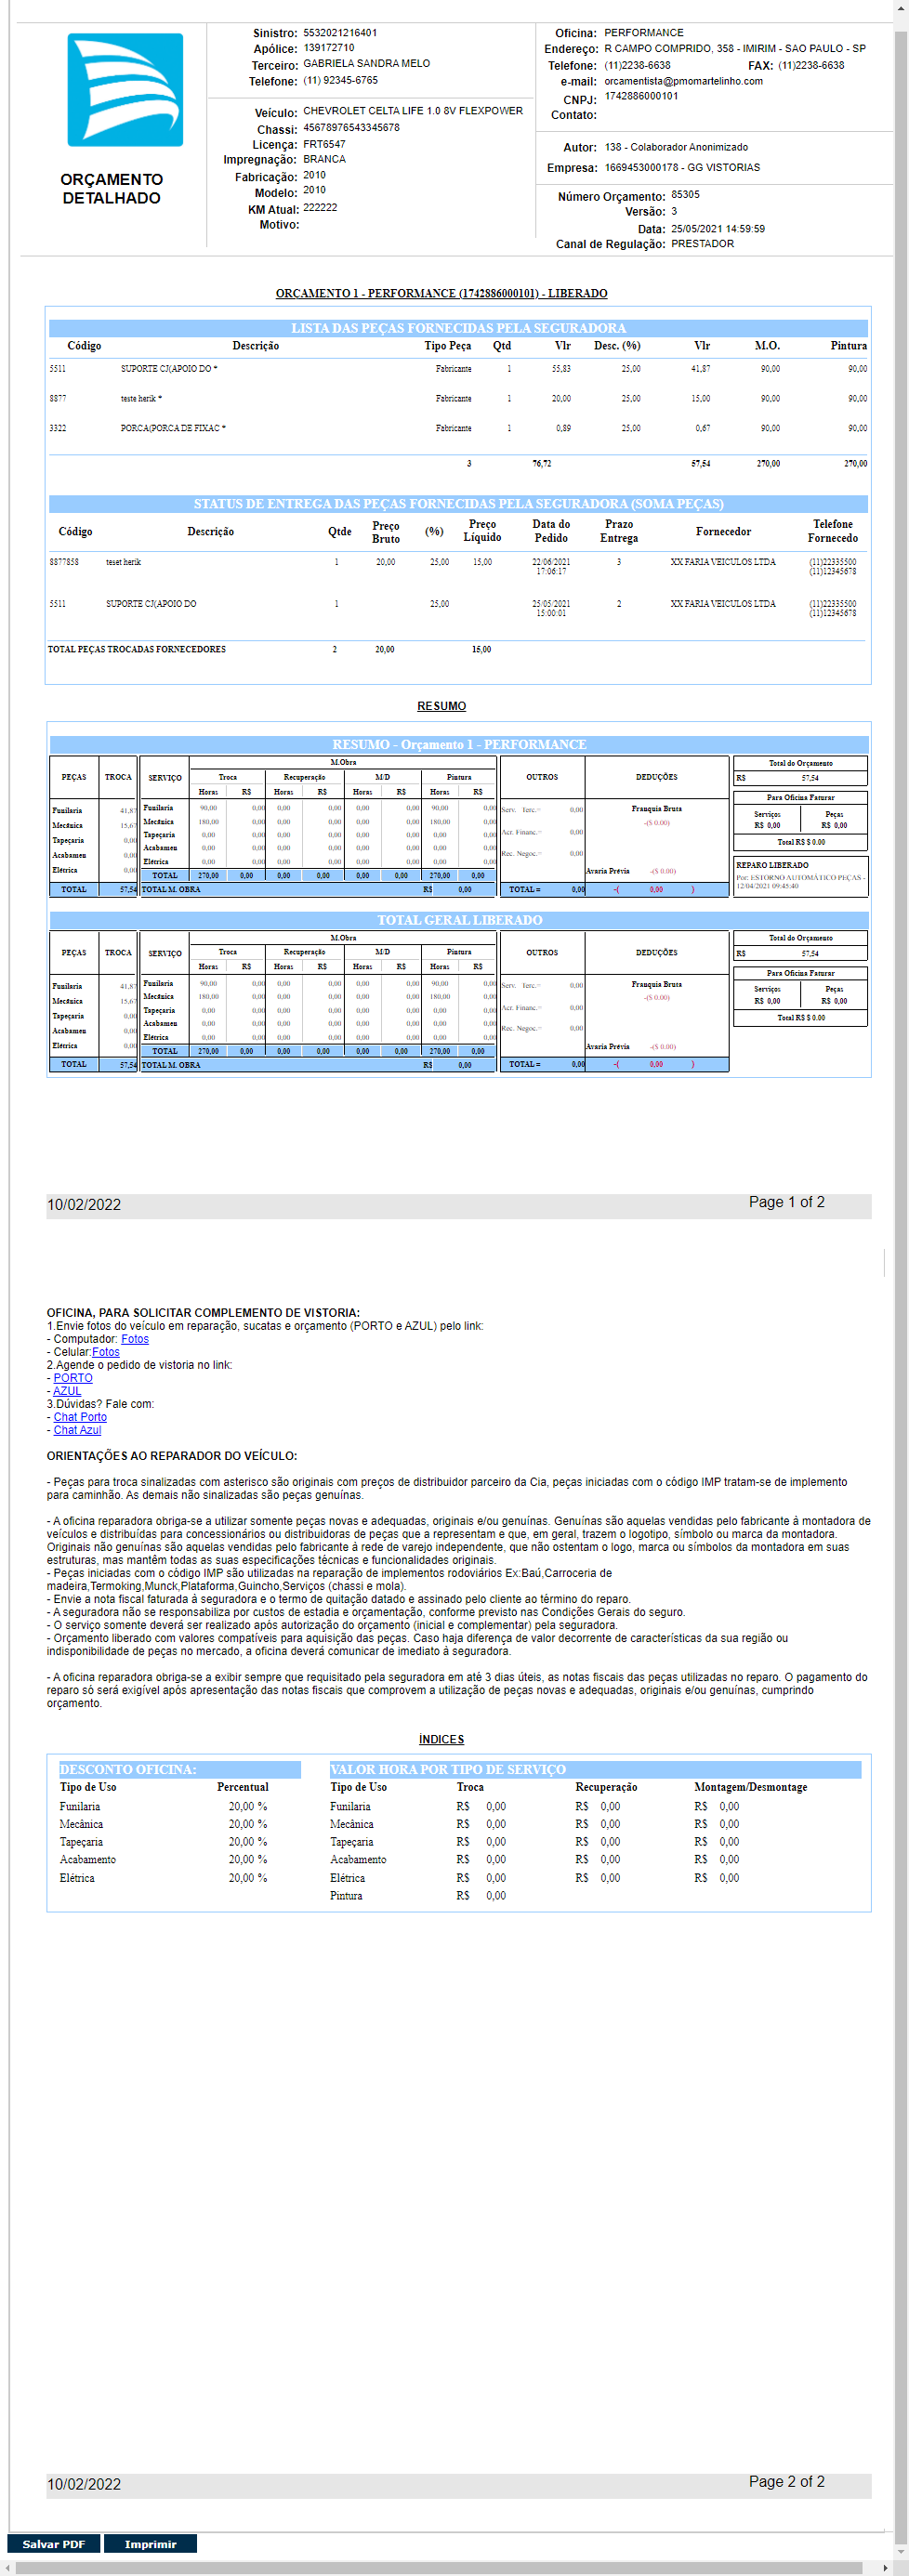 ORÇAMENTO
DETALHADO
Sinistro: 5532021216401
Apólice: 139172710
Terceiro: GABRIELA SANDRA MELO
Telefone: (11) 92345-6765
Veículo: CHEVROLET CELTA LIFE 1.0 8V FLEXPOWER
Chassi: 45678976543345678
Licença: FRT6547
Impregnação: BRANCA
Fabricação: 2010
Modelo: 2010
KM Atual: 222222
Motivo:
Oficina: PERFORMANCE
Endereço: R CAMPO COMPRIDO, 358 - IMIRIM - SAO PAULO - SP
Telefone: (11)2238-6638 FAX: (11)2238-6638
e-mail: orcamentista@pmomartelinho.com
CNPJ: 1742886000101
Contato:
Autor: 138 - Colaborador Anonimizado
Empresa: 1669453000178 - GG VISTORIAS
Número Orçamento: 85305
Versão: 3
Data: 25/05/2021 14:59:59
Canal de Regulação: PRESTADOR
ORÇAMENTO 1 - PERFORMANCE (1742886000101) - LIBERADO
LISTA DAS PEÇAS FORNECIDAS PELA SEGURADORA
Código Descrição Tipo Peça Qtd Vlr Desc. (%) Vlr M.O. Pintura
5511 SUPORTE CJ(APOIO DO * Fabricante 1 55,83 25,00 41,87 90,00 90,00
8877 teste herik * Fabricante 1 20,00 25,00 15,00 90,00 90,00
3322 PORCA(PORCA DE FIXAC * Fabricante 1 0,89 25,00 0,67 90,00 90,00
3 76,72 57,54 270,00 270,00
STATUS DE ENTREGA DAS PEÇAS FORNECIDAS PELA SEGURADORA (SOMA PEÇAS)
Código Descrição Qtde Preço Bruto (%) Preço Líquido Data do Pedido Prazo Entrega Fornecedor Telefone Fornecedo
8877858 teset herik 1 20,00 25,00 15,00 22/06/2021 17:06:17 3 XX FARIA VEICULOS LTDA (11)22335500 (11)12345678
5511 SUPORTE CJ(APOIO DO 1 25,00 25/05/2021 15:00:01 2 XX FARIA VEICULOS LTDA (11)22335500 (11)12345678
TOTAL PEÇAS TROCADAS FORNECEDORES 2 20,00 15,00
RESUMO
RESUMO - Orçamento 1 - PERFORMANCE
PEÇAS TROCA SERVIÇO M.Obra OUTROS DEDUÇÕES Total do Orçamento
Troca Recuperação M/D Pintura R$ 57,54
Horas R$ Horas R$ Horas R$ Horas R$ Para Oficina Faturar
Funilaria 41,87 Funilaria 90,00 0,00 0,00 0,00 0,00 0,00 90,00 0,00 Serv. Terc.= 0,00 Franquia Bruta Serviços Peças
Mecânica 15,67 Mecânica 180,00 0,00 0,00 0,00 0,00 0,00 180,00 0,00 -($ 0.00) R$ 0,00 R$ 0,00
Tapeçaria 0,00 Tapeçaria 0,00 0,00 0,00 0,00 0,00 0,00 0,00 0,00 Acr. Financ.= 0,00 Total R$ $ 0.00
Acabamen 0,00 Acabamen 0,00 0,00 0,00 0,00 0,00 0,00 0,00 0,00 Rec. Negoc.= 0,00
Elétrica 0,00 Elétrica 0,00 0,00 0,00 0,00 0,00 0,00 0,00 0,00 Avaria Prévia -($ 0.00) REPARO LIBERADO
TOTAL 270,00 0,00 0,00 0,00 0,00 0,00 270,00 0,00 Por: ESTORNO AUTOMÁTICO PEÇAS -
TOTAL 57,54 TOTAL M. OBRA R$ 0,00 TOTAL = 0,00 -( 0,00 ) 12/04/2021 09:45:40
TOTAL GERAL LIBERADO
PEÇAS TROCA SERVIÇO M.Obra OUTROS DEDUÇÕES Total do Orçamento
Troca Recuperação M/D Pintura R$ 57,54
Horas R$ Horas R$ Horas R$ Horas R$ Para Oficina Faturar
Funilaria 41,87 Funilaria 90,00 0,00 0,00 0,00 0,00 0,00 90,00 0,00 Serv. Terc.= 0,00 Franquia Bruta Serviços Peças
Mecânica 15,67 Mecânica 180,00 0,00 0,00 0,00 0,00 0,00 180,00 0,00 -($ 0.00) R$ 0,00 R$ 0,00
Tapeçaria 0,00 Tapeçaria 0,00 0,00 0,00 0,00 0,00 0,00 0,00 0,00 Acr. Financ.= 0,00 Total R$ $ 0.00
Acabamen 0,00 Acabamen 0,00 0,00 0,00 0,00 0,00 0,00 0,00 0,00 Rec. Negoc.= 0,00
Elétrica 0,00 Elétrica 0,00 0,00 0,00 0,00 0,00 0,00 0,00 0,00 Avaria Prévia -($ 0.00)
TOTAL 270,00 0,00 0,00 0,00 0,00 0,00 270,00 0,00
TOTAL 57,54 TOTAL M. OBRA R$ 0,00 TOTAL = 0,00 -( 0,00 )
10/02/2022 Page 1 of 2
OFICINA, PARA SOLICITAR COMPLEMENTO DE VISTORIA:
1.Envie fotos do veículo em reparação, sucatas e orçamento (PORTO e AZUL) pelo link:
- Computador: Fotos
- Celular:Fotos
2.Agende o pedido de vistoria no link:
- PORTO
- AZUL
3.Dúvidas? Fale com:
- Chat Porto
- Chat Azul
ORIENTAÇÕES AO REPARADOR DO VEÍCULO:
- Peças para troca sinalizadas com asterisco são originais com preços de distribuidor parceiro da Cia, peças iniciadas com o código IMP tratam-se de implemento
para caminhão. As demais não sinalizadas são peças genuínas.
- A oficina reparadora obriga-se a utilizar somente peças novas e adequadas, originais e/ou genuínas. Genuínas são aquelas vendidas pelo fabricante à montadora de
veículos e distribuídas para concessionários ou distribuidoras de peças que a representam e que, em geral, trazem o logotipo, símbolo ou marca da montadora.
Originais não genuínas são aquelas vendidas pelo fabricante à rede de varejo independente, que não ostentam o logo, marca ou símbolos da montadora em suas
estruturas, mas mantêm todas as suas especificações técnicas e funcionalidades originais.
- Peças iniciadas com o código IMP são utilizadas na reparação de implementos rodoviários Ex:Baú,Carroceria de
madeira,Termoking,Munck,Plataforma,Guincho,Serviços (chassi e mola).
- Envie a nota fiscal faturada à seguradora e o termo de quitação datado e assinado pelo cliente ao término do reparo.
- A seguradora não se responsabiliza por custos de estadia e orçamentação, conforme previsto nas Condições Gerais do seguro.
- O serviço somente deverá ser realizado após autorização do orçamento (inicial e complementar) pela seguradora.
- Orçamento liberado com valores compatíveis para aquisição das peças. Caso haja diferença de valor decorrente de características da sua região ou
indisponibilidade de peças no mercado, a oficina deverá comunicar de imediato à seguradora.
- A oficina reparadora obriga-se a exibir sempre que requisitado pela seguradora em até 3 dias úteis, as notas fiscais das peças utilizadas no reparo. O pagamento do
reparo só será exigível após apresentação das notas fiscais que comprovem a utilização de peças novas e adequadas, originais e/ou genuínas, cumprindo
orçamento.
ÍNDICES
DESCONTO OFICINA: VALOR HORA POR TIPO DE SERVIÇO
Tipo de Uso Percentual Tipo de Uso Troca Recuperação Montagem/Desmontage
Funilaria 20,00 % Funilaria R$ 0,00 R$ 0,00 R$ 0,00
Mecânica 20,00 % Mecânica R$ 0,00 R$ 0,00 R$ 0,00
Tapeçaria 20,00 % Tapeçaria R$ 0,00 R$ 0,00 R$ 0,00
Acabamento 20,00 % Acabamento R$ 0,00 R$ 0,00 R$ 0,00
Elétrica 20,00 % Elétrica R$ 0,00 R$ 0,00 R$ 0,00
Pintura R$ 0,00
10/02/2022 Page 2 of 2
Salvar PDF Imprimir